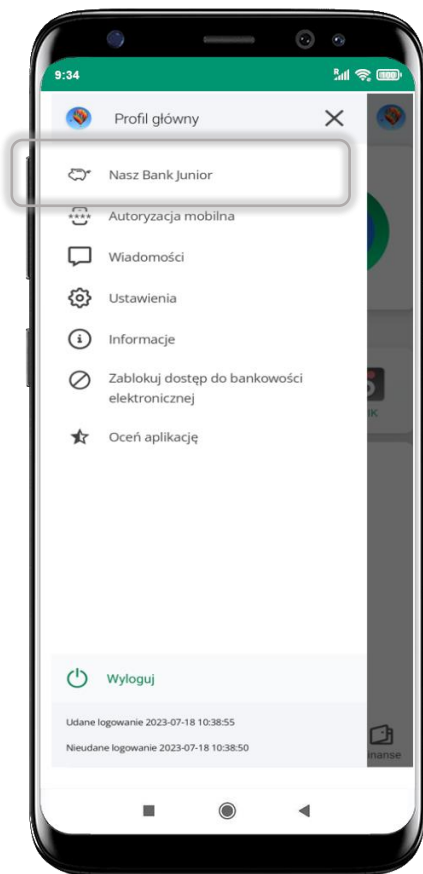 9:34
Profil główny
Nasz Bank Junior
Autoryzacja mobilna
Wiadomości
Ustawienia
Informacje
Zablokuj dostęp do bankowości
elektronicznej
Oceń aplikację
Wyloguj
Udane logowanie 2023-07-18 10:38:55
Nieudane logowanie 2023-07-18 10:38:50
inanse